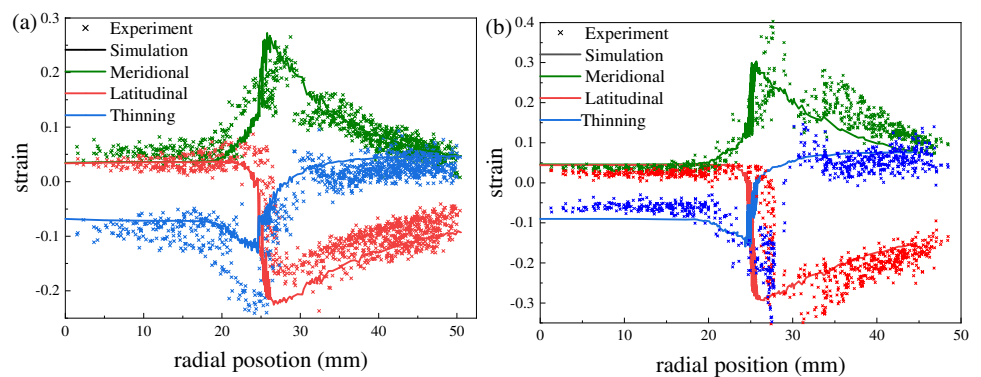 (a)
0.3
0.2
0.1
0.0
-0.1
-0.2
strain
Experiment
Simulation
Meridional
Latitudinal
Thinning
0 10 20 30 40 50
radial posotion (mm)
(b)
0.4
0.3
0.2
0.1
0.0
-0.1
-0.2
-0.3
strain
Experiment
Simulation
Meridional
Latitudinal
Thinning
0 10 20 30 40 50
radial position (mm)